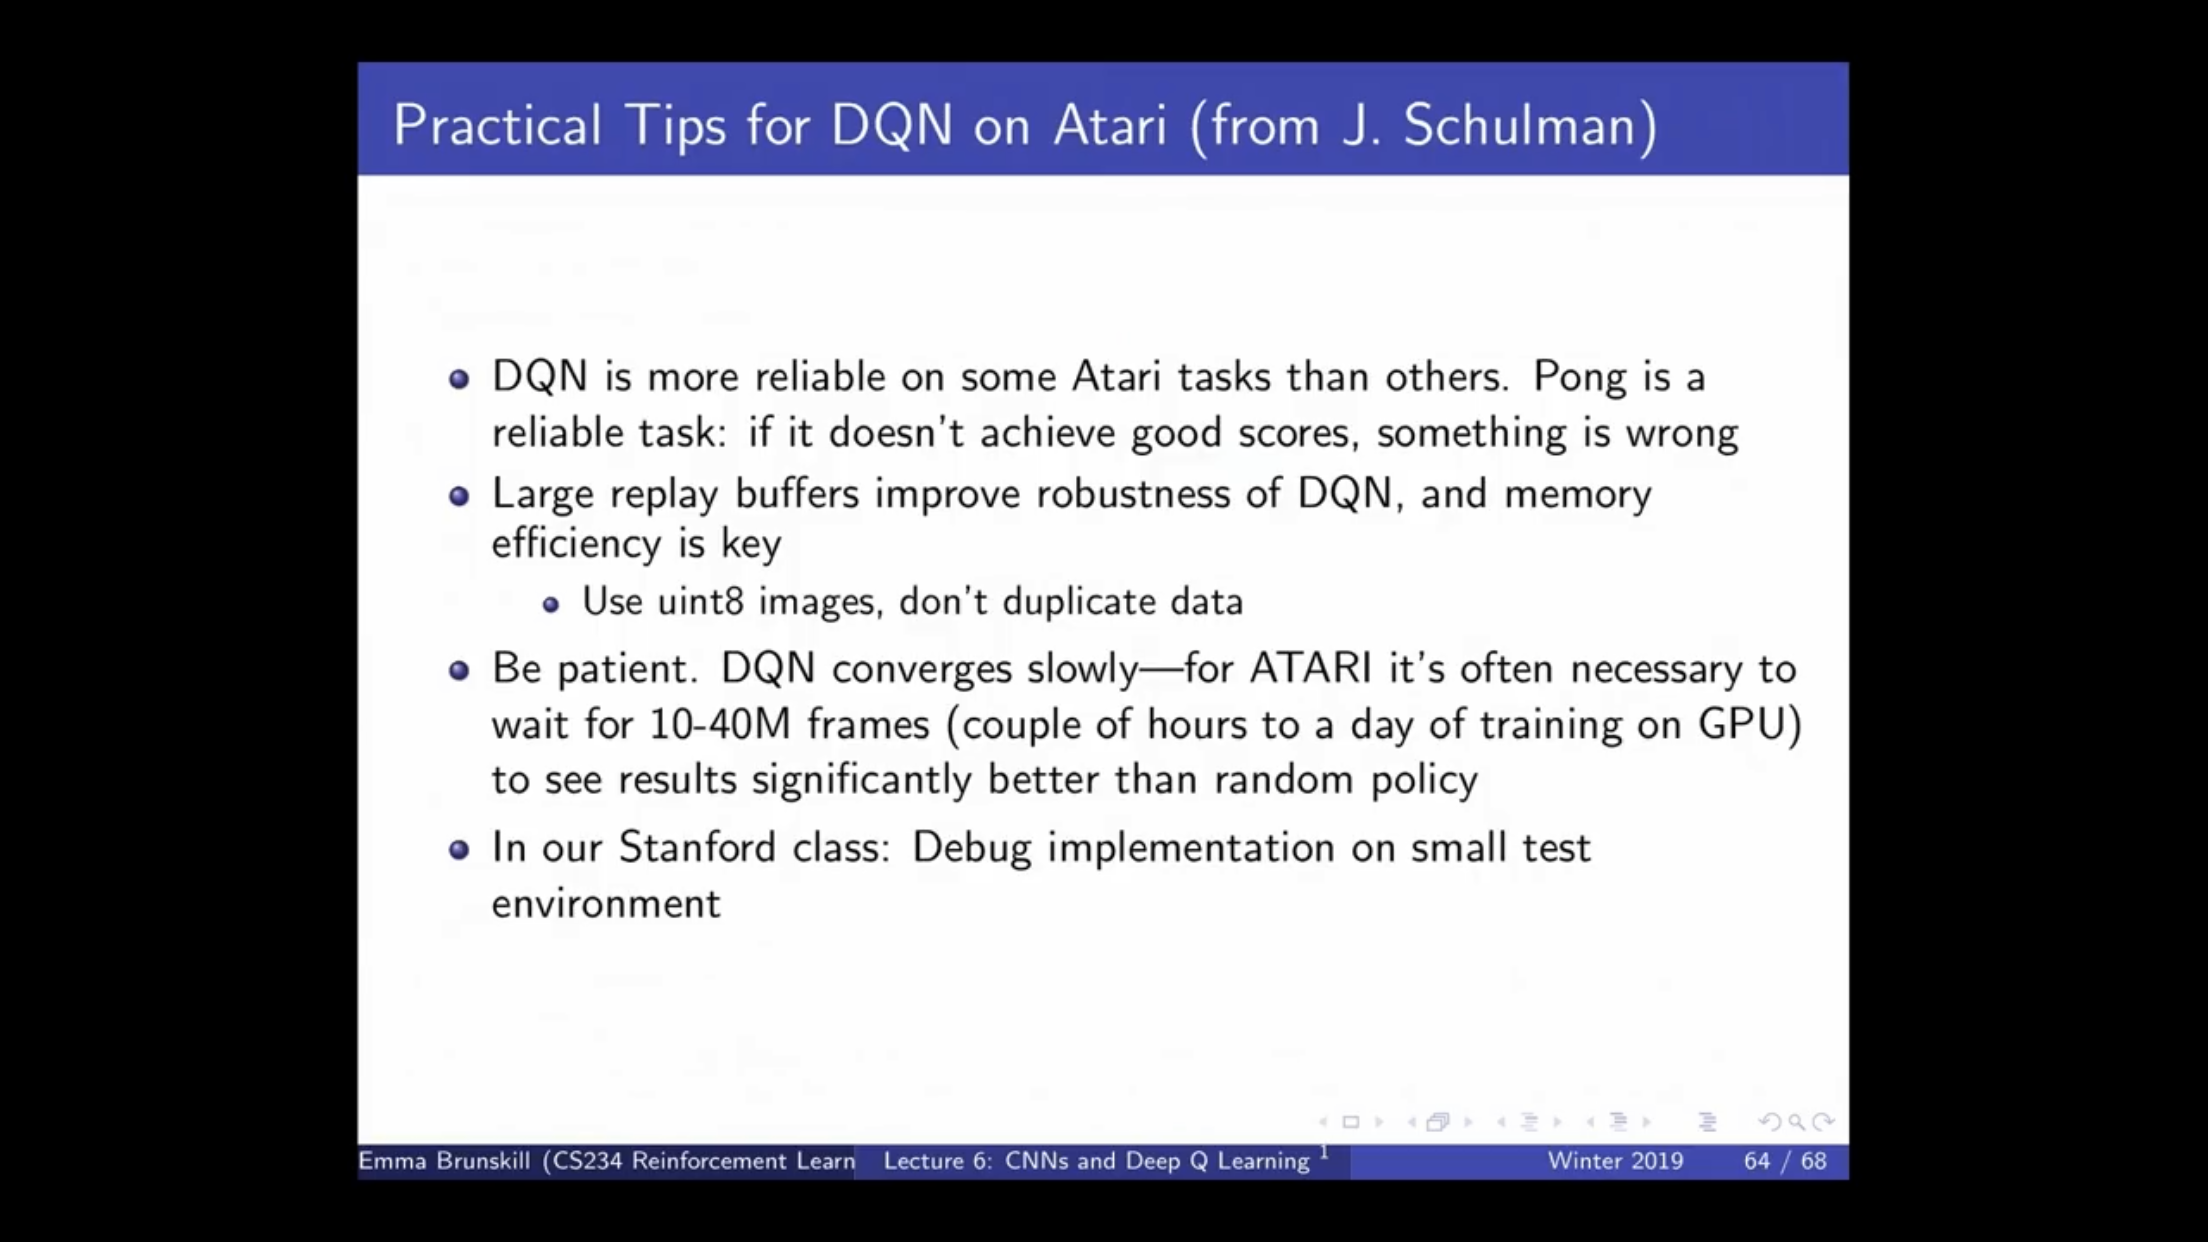 Practical Tips for DQN on Atari (from J. Schulman)
DQN is more reliable on some Atari tasks than others. Pong is a
reliable task: if it doesn't achieve good scores, something is wrong
Large replay buffers improve robustness of DQN, and memory
efficiency is key
Use uint8 images, don't duplicate data
Be patient. DQN converges slowly—for ATARI it's often necessary to
wait for 10-40M frames (couple of hours to a day of training on GPU)
to see results significantly better than random policy
In our Stanford class: Debug implementation on small test
environment
Emma Brunskill (CS234 Reinforcement Learn Lecture 6: CNNs and Deep Q Learning 1 Winter 2019 64 / 68